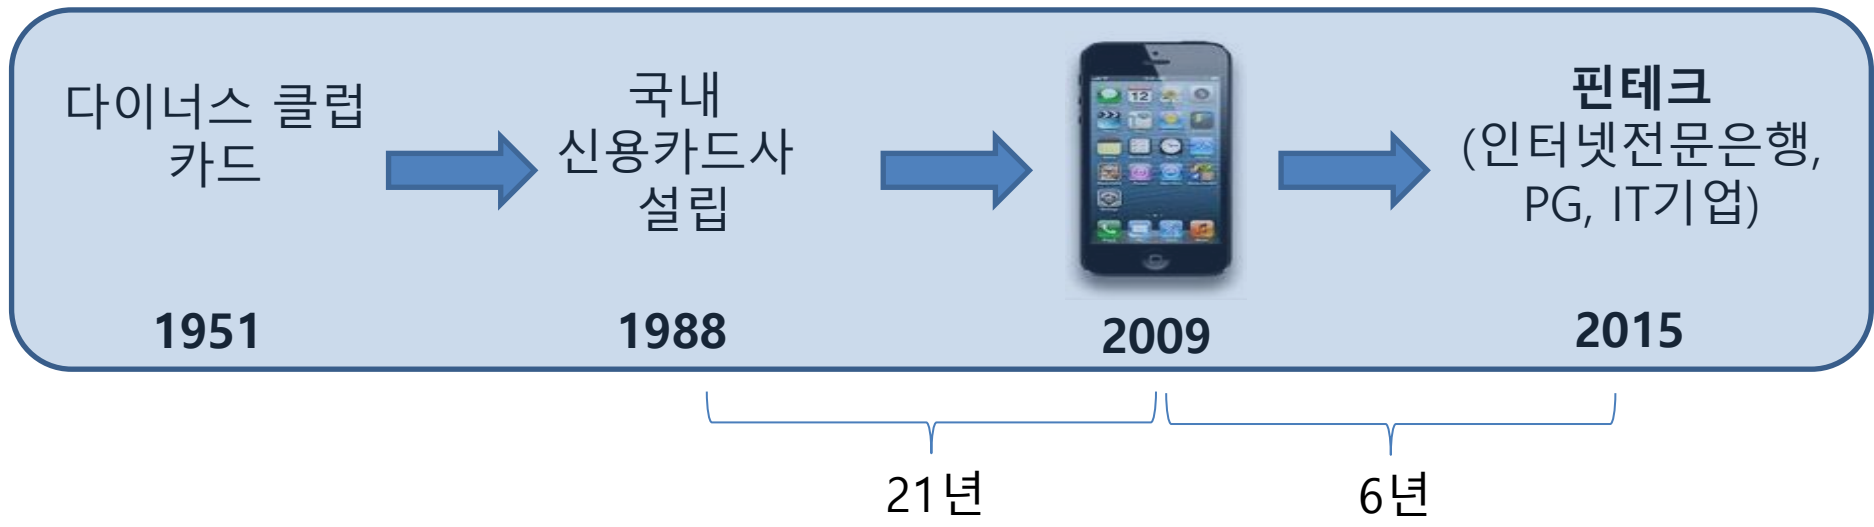 다이너스 클럽
카드
1951
국내
신용카드사
설립
1988
12
2009
핀테크
(인터넷전문은행,
PG, IT기업)
2015
21년
6년